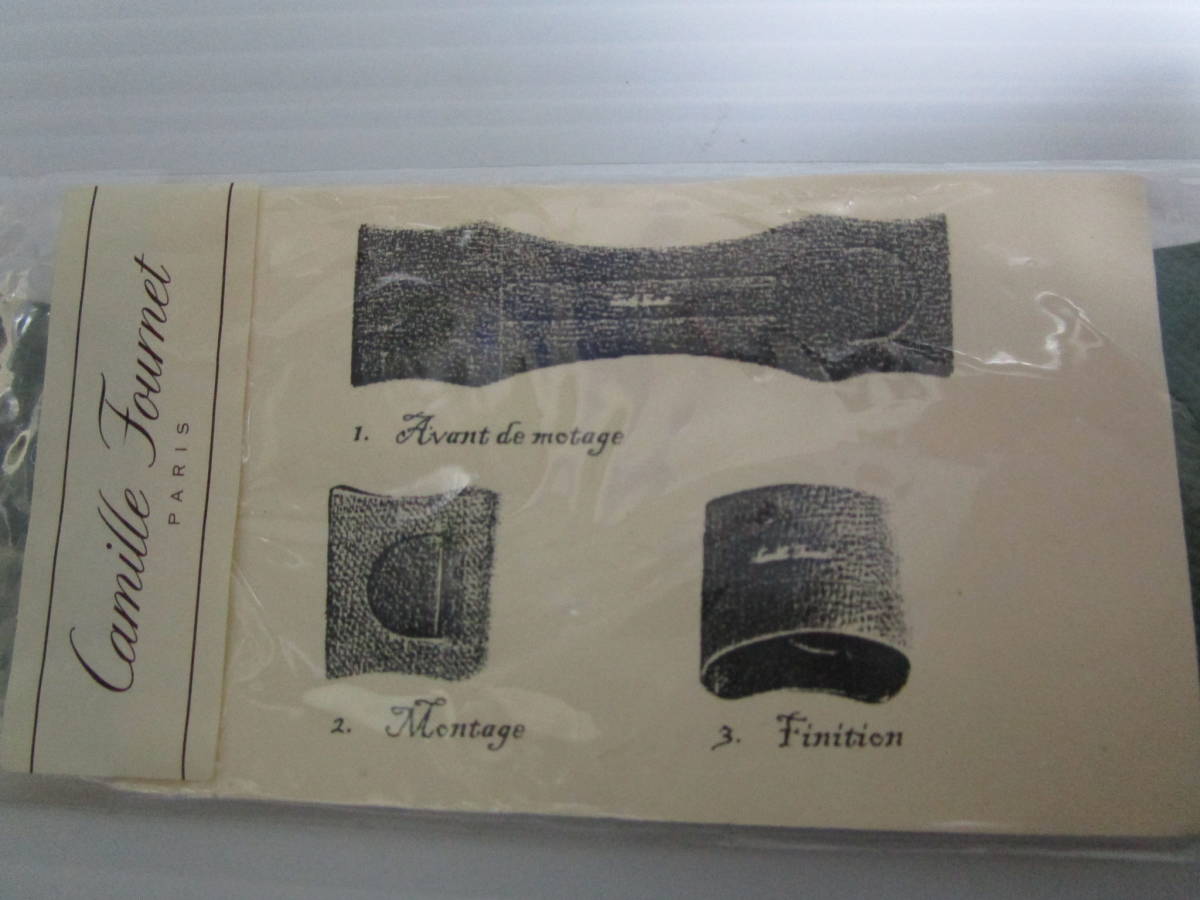 Camille Fournet
PARIS
1. Avant de motage
2. Montage
3. Finition